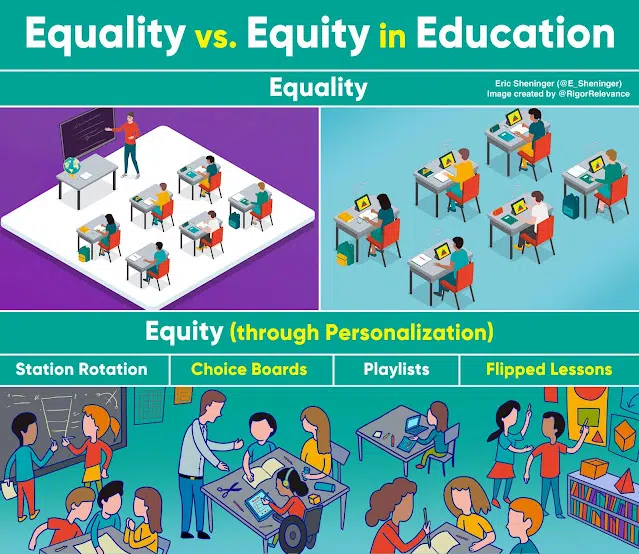 Equality vs. Equity in Education
Equality
Eric Sheninger (@E_Sheninger)
Image created by @RigorRelevance
Equity (through Personalization)
Station Rotation
Choice Boards
Playlists
Flipped Lessons